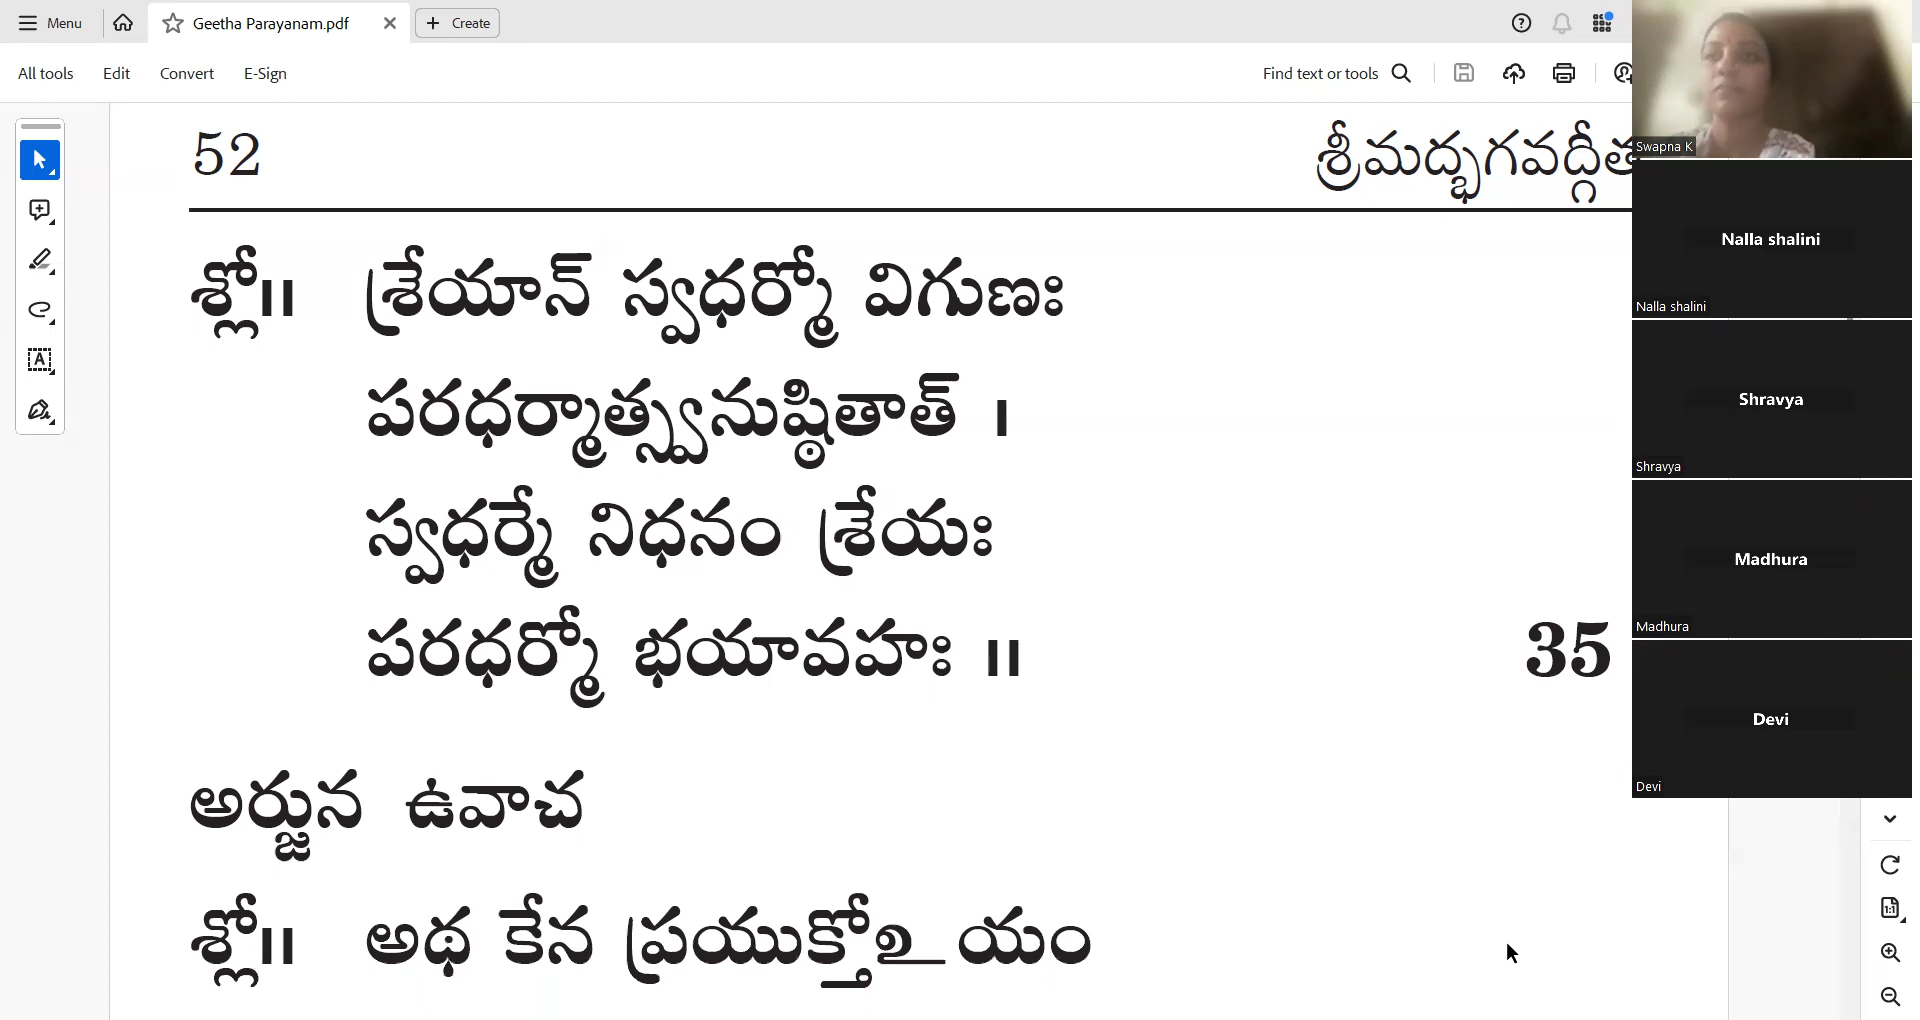 Menu
Geetha Parayanam.pdf
Create
All tools
Edit
Convert
E-Sign
Find text or tools
52
శ్రీమద్భగవద్గీత
శ్లో॥ శ్రేయాన్ స్వధర్మో విగుణః
పరధర్మాత్స్వనుష్ఠితాత్ ।
స్వధర్మే నిధనం శ్రేయః
పరధర్మో భయావహః ॥ 35
అర్జున ఉవాచ
శ్లో॥ అథ కేన ప్రయుక్తోఽయం
Swapna K
Nalla shalini
Nalla shalini
Shravya
Shravya
Madhura
Madhura
Devi
Devi